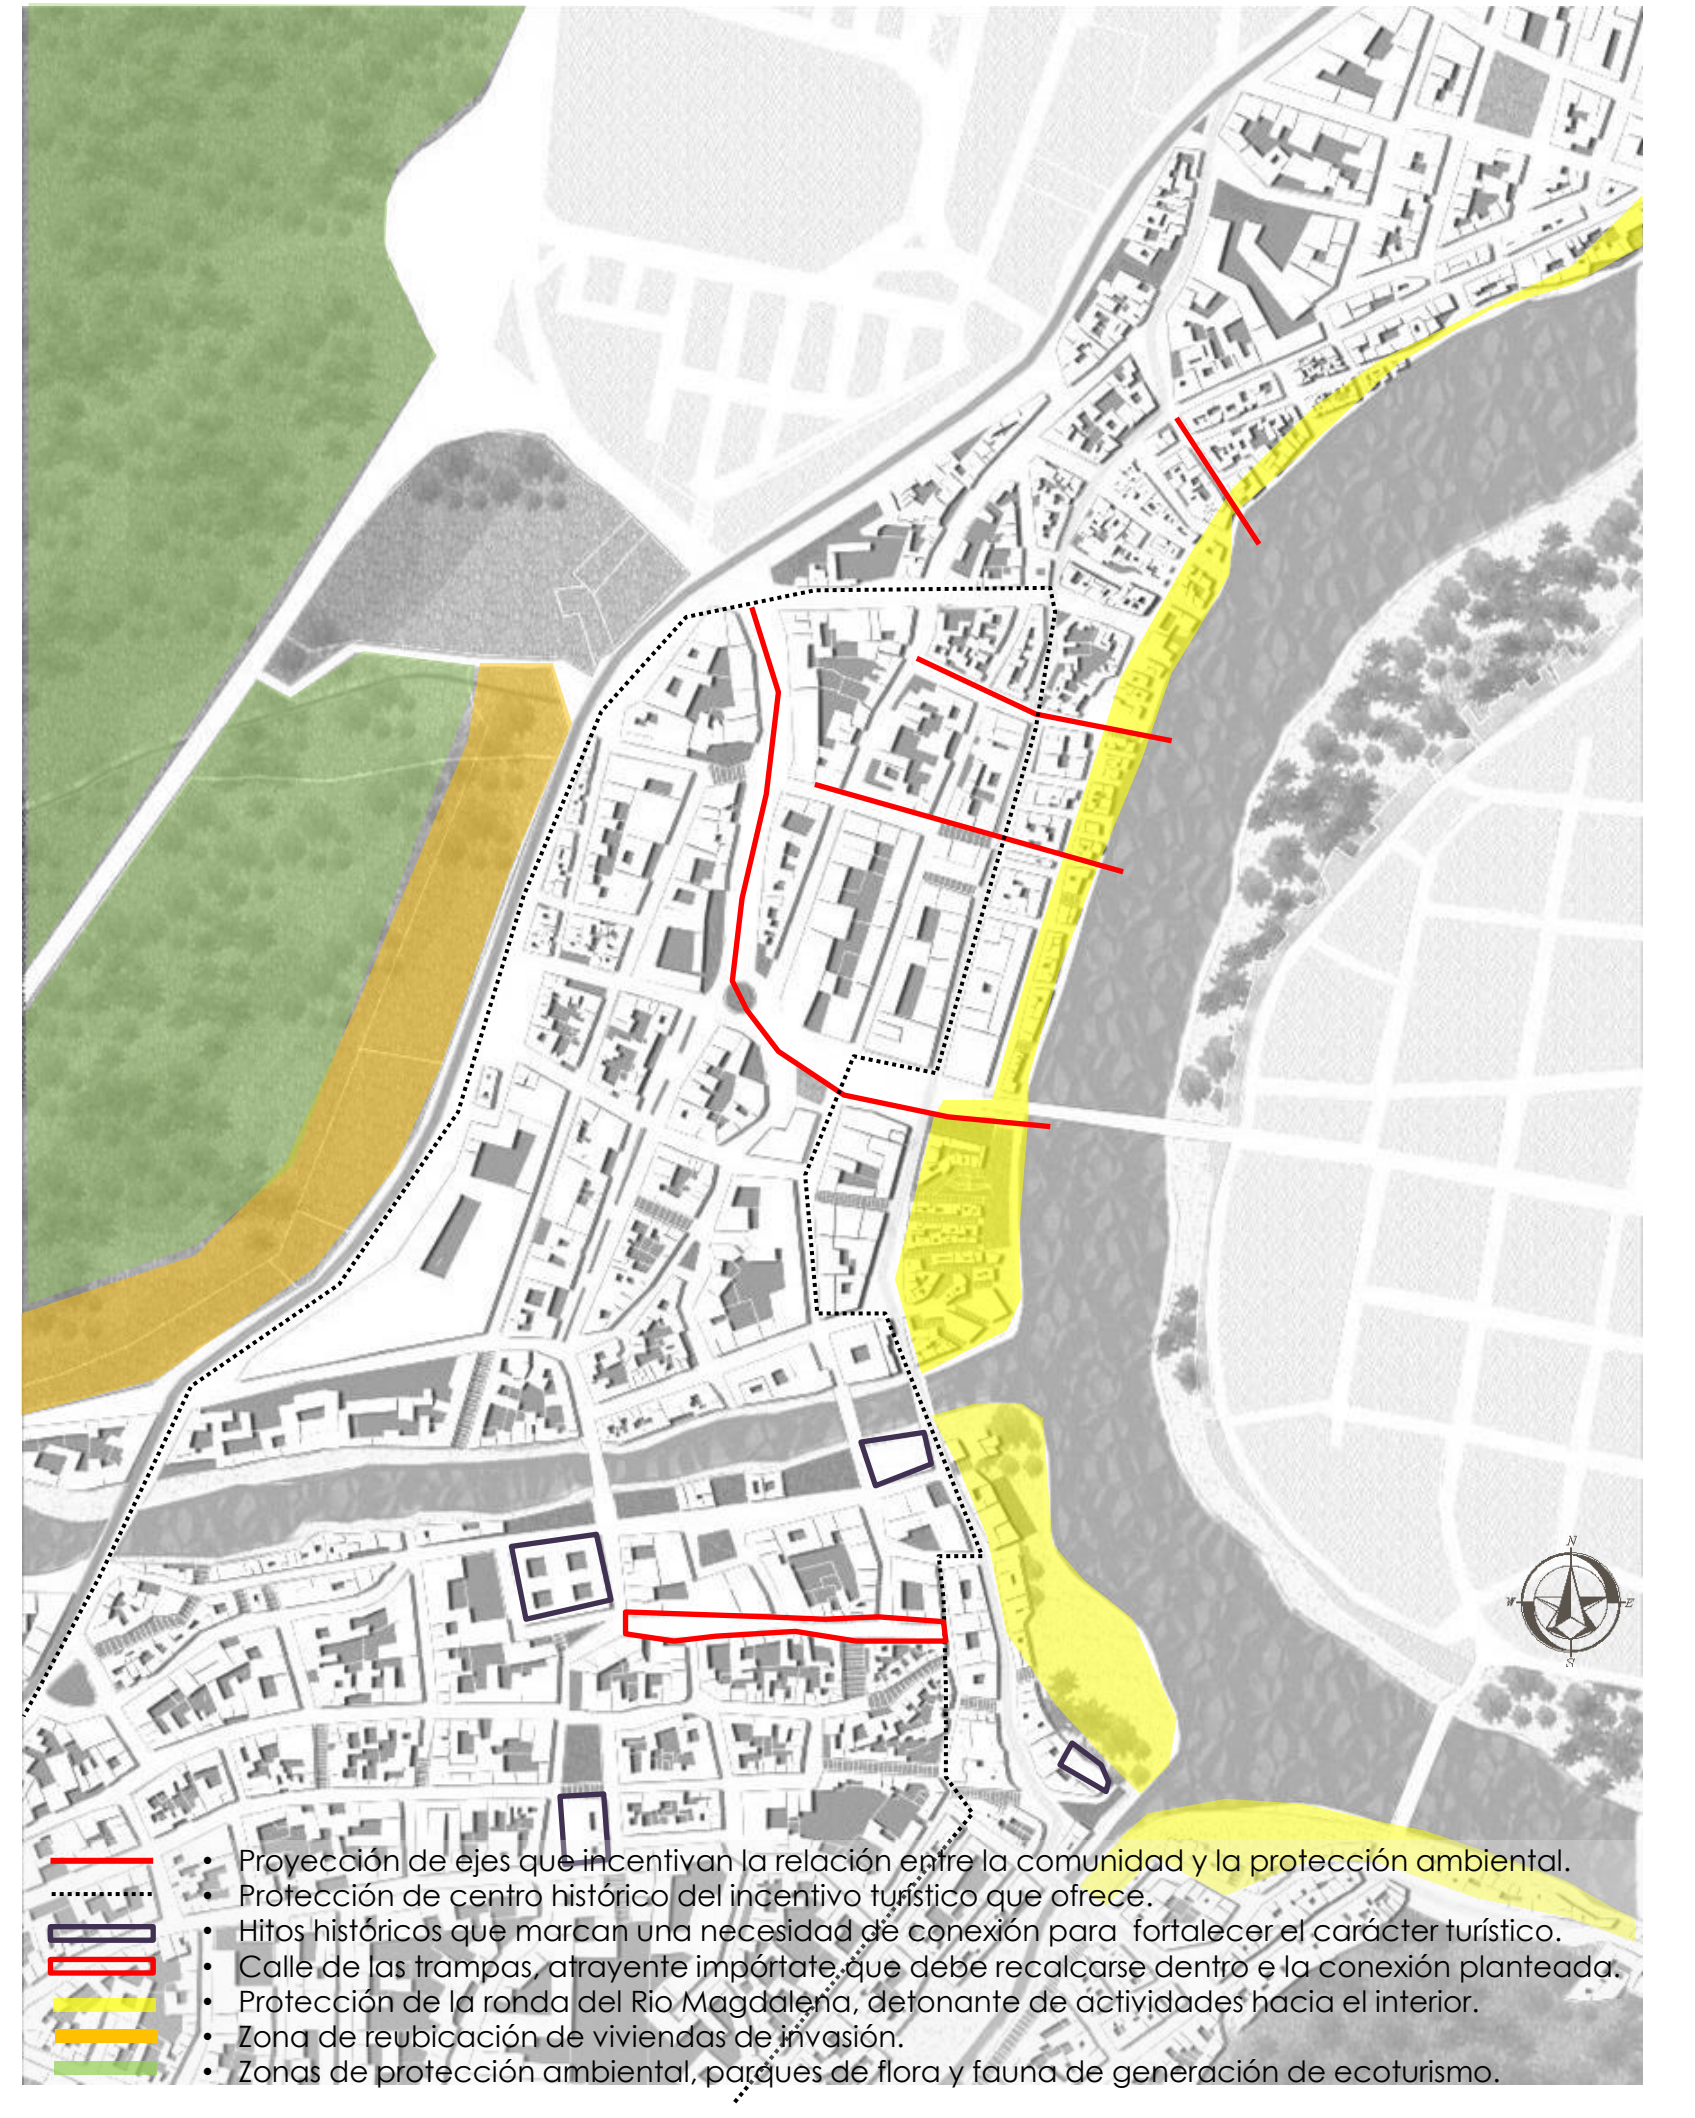 N
W
E
S
• Proyección de ejes que incentivan la relación entre la comunidad y la protección ambiental.
• Protección de centro histórico del incentivo turístico que ofrece.
• Hitos históricos que marcan una necesidad de conexión para fortalecer el carácter turístico.
• Calle de las trampas, atrayente impórtate que debe recalcarse dentro e la conexión planteada.
• Protección de la ronda del Rio Magdalena, detonante de actividades hacia el interior.
• Zona de reubicación de viviendas de invasión.
• Zonas de protección ambiental, parques de flora y fauna de generación de ecoturismo.